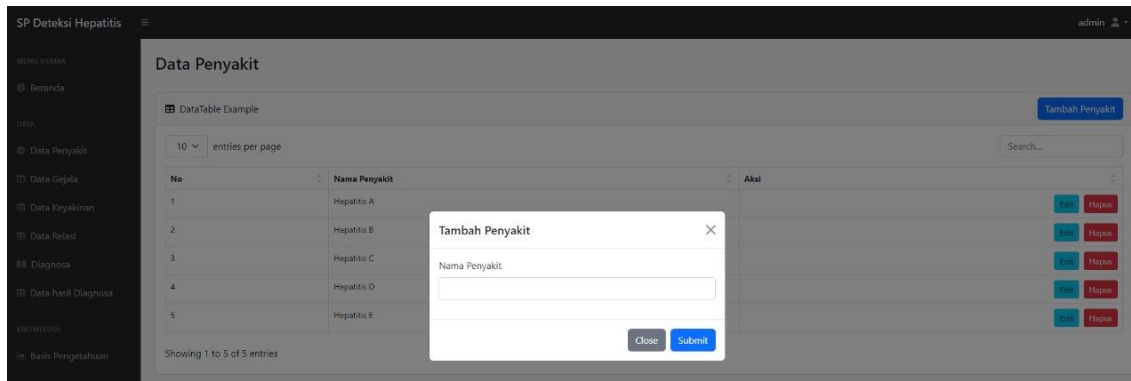 SP Deteksi Hepatitis
admin
MENU UTAMA
Beranda
DATA
Data Penyakit
Data Gejala
Data Keyakinan
Data Relasi
Diagnosa
Data hasil Diagnosa
KNOWLEDGE
Basis Pengetahuan
Data Penyakit
DataTable Example
Tambah Penyakit
10 entries per page
Search...
No Nama Penyakit Aksi
1 Hepatitis A Edit Hapus
2 Hepatitis B Edit Hapus
3 Hepatitis C Edit Hapus
4 Hepatitis D Edit Hapus
5 Hepatitis E Edit Hapus
Showing 1 to 5 of 5 entries
Tambah Penyakit
Nama Penyakit
Close Submit